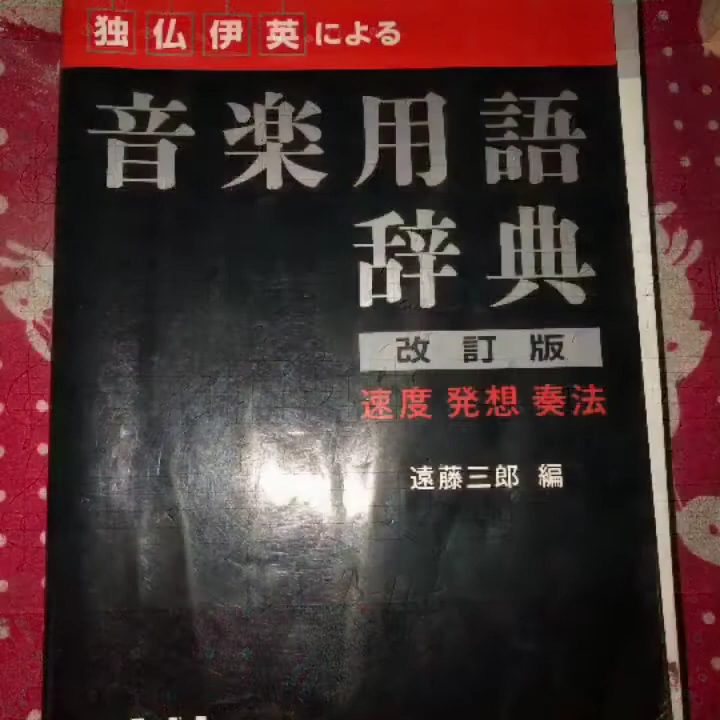 独仏伊英による
音楽用語
辞典
改訂版
速度 発想 奏法
遠藤三郎 編